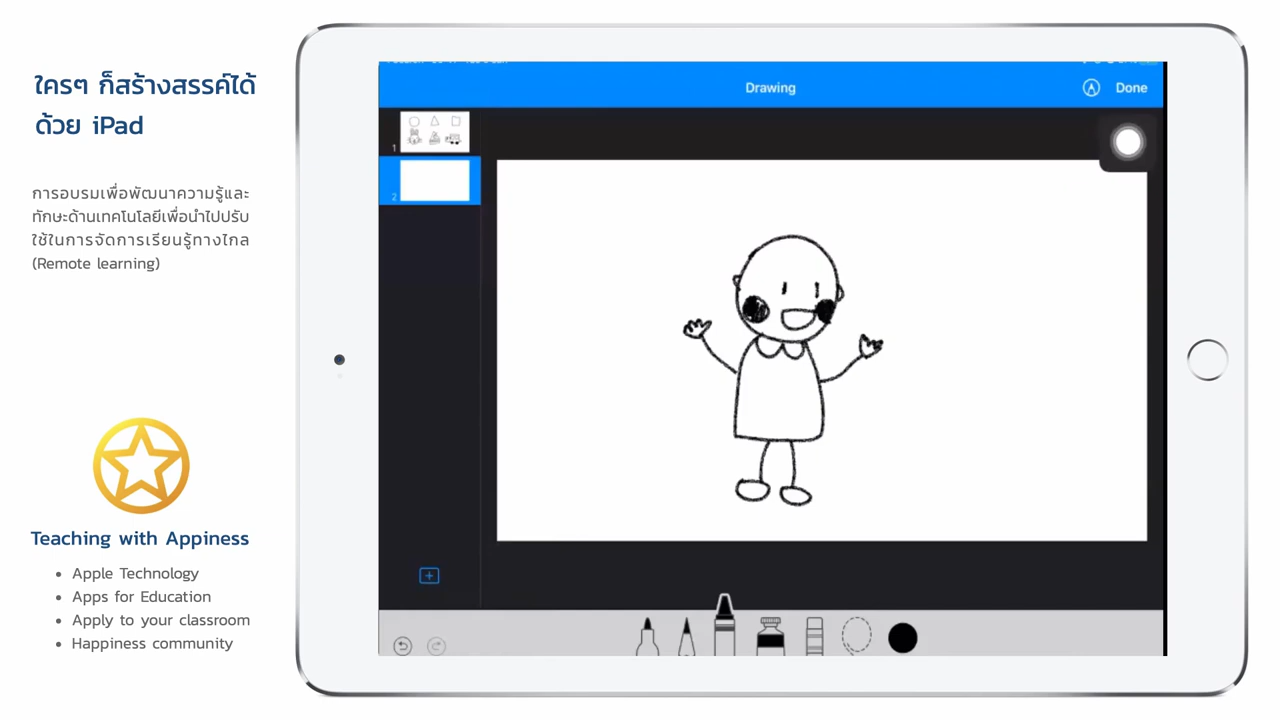 ใครๆ ก็สร้างสรรค์ได้
ด้วย iPad
การอบรมเพื่อพัฒนาความรู้และ
ทักษะด้านเทคโนโลยีเพื่อนำไปปรับ
ใช้ในการจัดการเรียนรู้ทางไกล
(Remote learning)
Teaching with Appiness
• Apple Technology
• Apps for Education
• Apply to your classroom
• Happiness community
Drawing
Done
1
2